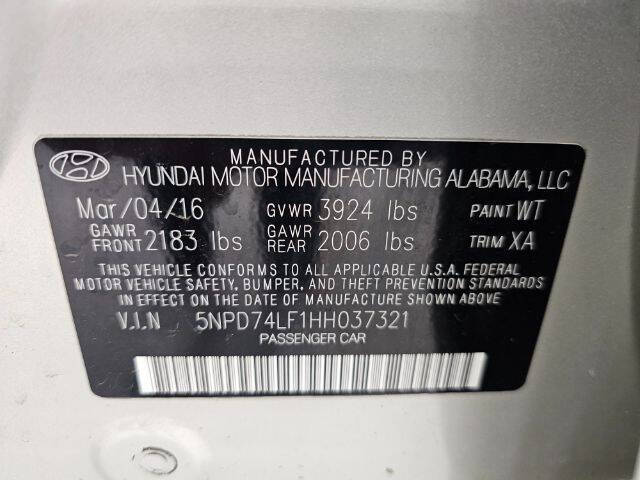 MANUFACTURED BY
HYUNDAI MOTOR MANUFACTURING ALABAMA, LLC
Mar/04/16 GVWR 3924 lbs PAINT WT
GAWR FRONT 2183 lbs GAWR REAR 2006 lbs TRIM XA
THIS VEHICLE CONFORMS TO ALL APPLICABLE U.S.A. FEDERAL
MOTOR VEHICLE SAFETY, BUMPER, AND THEFT PREVENTION STANDARDS
IN EFFECT ON THE DATE OF MANUFACTURE SHOWN ABOVE
V.I.N 5NPD74LF1HH037321
PASSENGER CAR